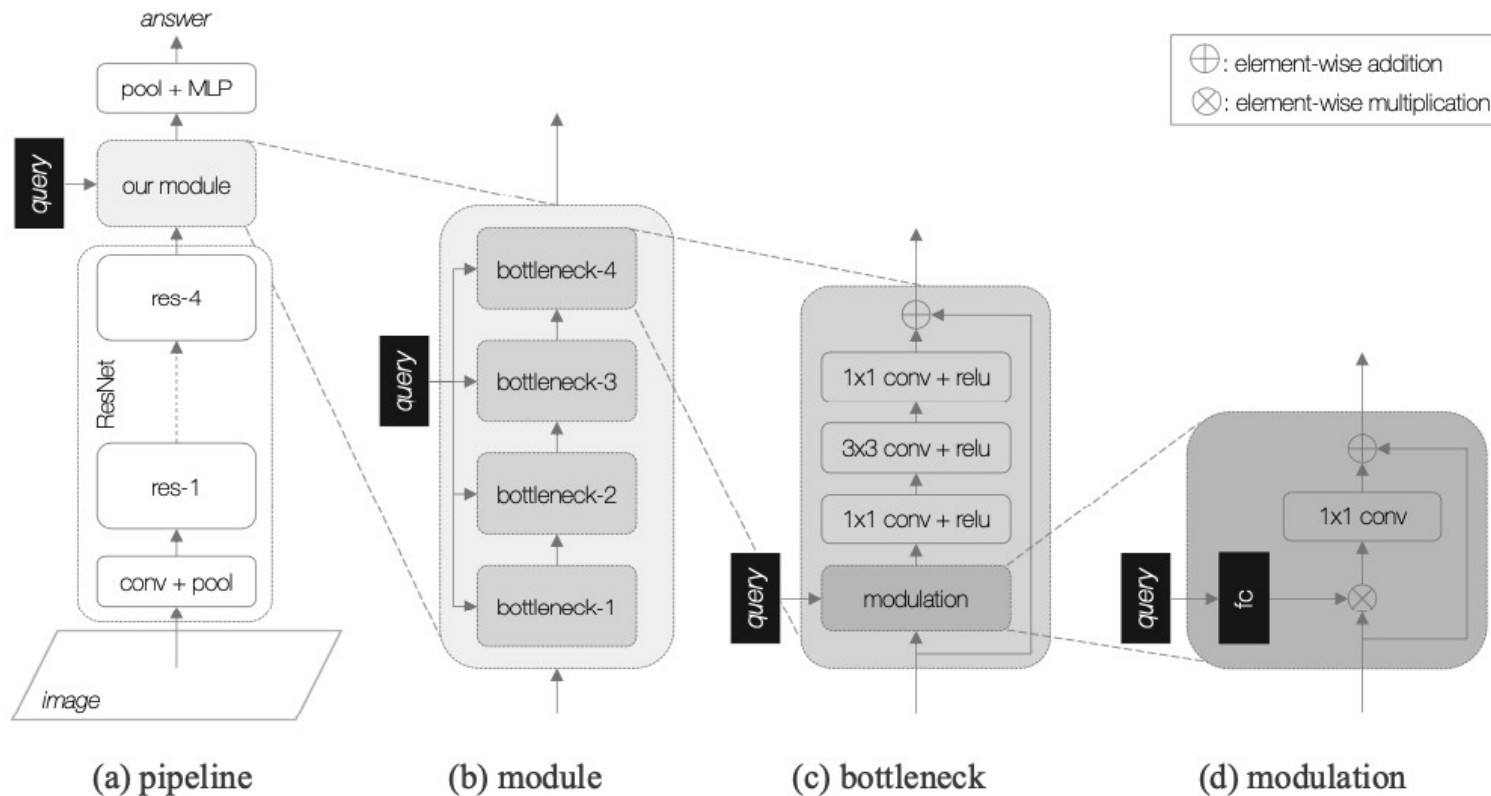 answer
pool + MLP
query
our module
res-4
ResNet
res-1
conv + pool
image
(a) pipeline
bottleneck-4
query
bottleneck-3
bottleneck-2
bottleneck-1
(b) module
1x1 conv + relu
3x3 conv + relu
1x1 conv + relu
query
modulation
(c) bottleneck
: element-wise addition
: element-wise multiplication
1x1 conv
query
fc
(d) modulation